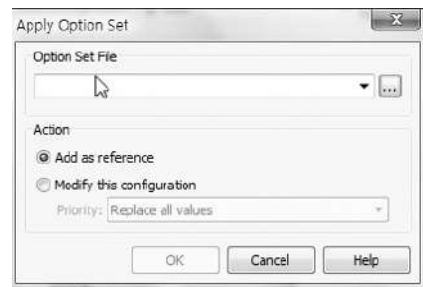 Apply Option Set
Option Set File
...
Action
Add as reference
Modify this configuration
Priority: Replace all values
OK Cancel Help